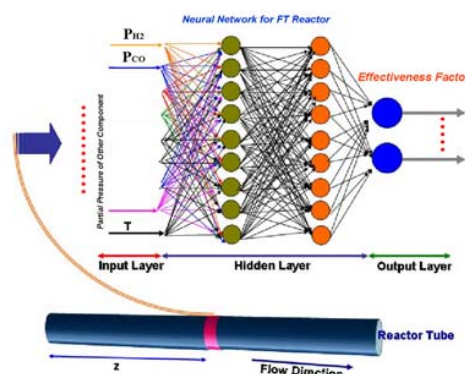 Neural Network for FT Reactor
PH2
PCO
Effectiveness Facto
Partial Pressure of Other Component
T
Input Layer
Hidden Layer
Output Layer
Reactor Tube
z
Flow Direction